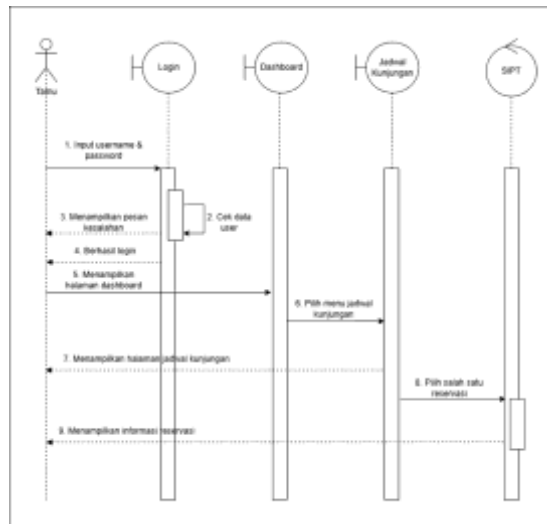 Tamu
Login
Dashboard
Jadwal
Kunjungan
SIPT
1. Input username &
password
2. Cek data
user
3. Menampilkan pesan
kesalahan
4. Berhasil login
5. Menampilkan
halaman dashboard
6. Pilih menu jadwal
kunjungan
7. Menampilkan halaman jadwal kunjungan
8. Pilih salah satu
reservasi
9. Menampilkan informasi reservasi